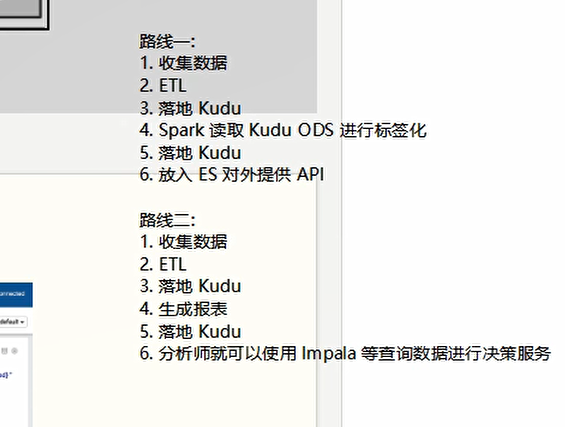 路线一:
1. 收集数据
2. ETL
3. 落地 Kudu
4. Spark 读取 Kudu ODS 进行标签化
5. 落地 Kudu
6. 放入 ES 对外提供 API
路线二:
1. 收集数据
2. ETL
connected
3. 落地 Kudu
4. 生成报表
default
5. 落地 Kudu
6. 分析师就可以使用 Impala 等查询数据进行决策服务